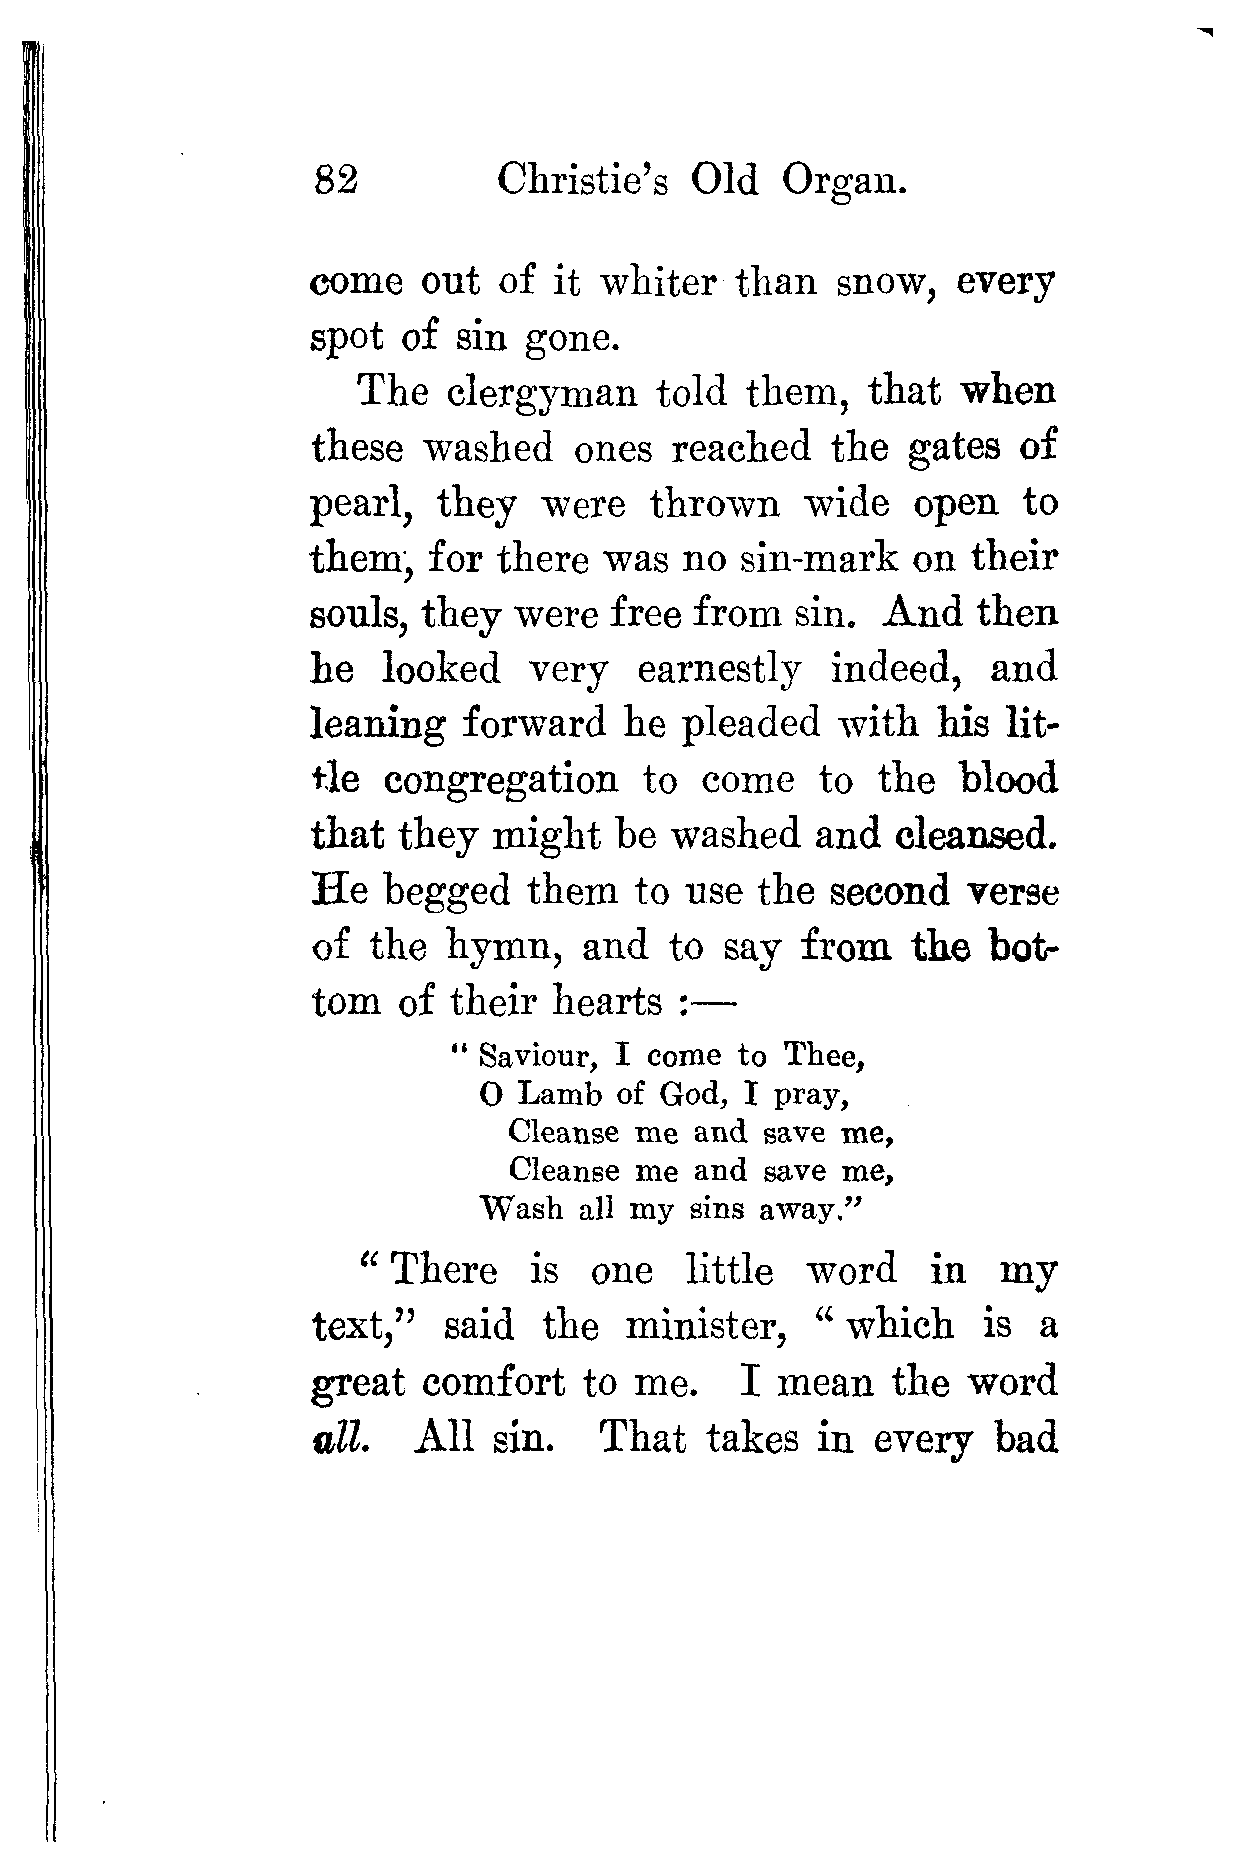 82 Christie's Old Organ.
come out of it whiter than snow, every
spot of sin gone.
The clergyman told them, that when
these washed ones reached the gates of
pearl, they were thrown wide open to
them, for there was no sin-mark on their
souls, they were free from sin. And then
he looked very earnestly indeed, and
leaning forward he pleaded with his lit-
tle congregation to come to the blood
that they might be washed and cleansed.
He begged them to use the second verse
of the hymn, and to say from the bot-
tom of their hearts :—
" Saviour, I come to Thee,
O Lamb of God, I pray,
Cleanse me and save me,
Cleanse me and save me,
Wash all my sins away."
" There is one little word in my
text," said the minister, " which is a
great comfort to me. I mean the word
all. All sin. That takes in every bad